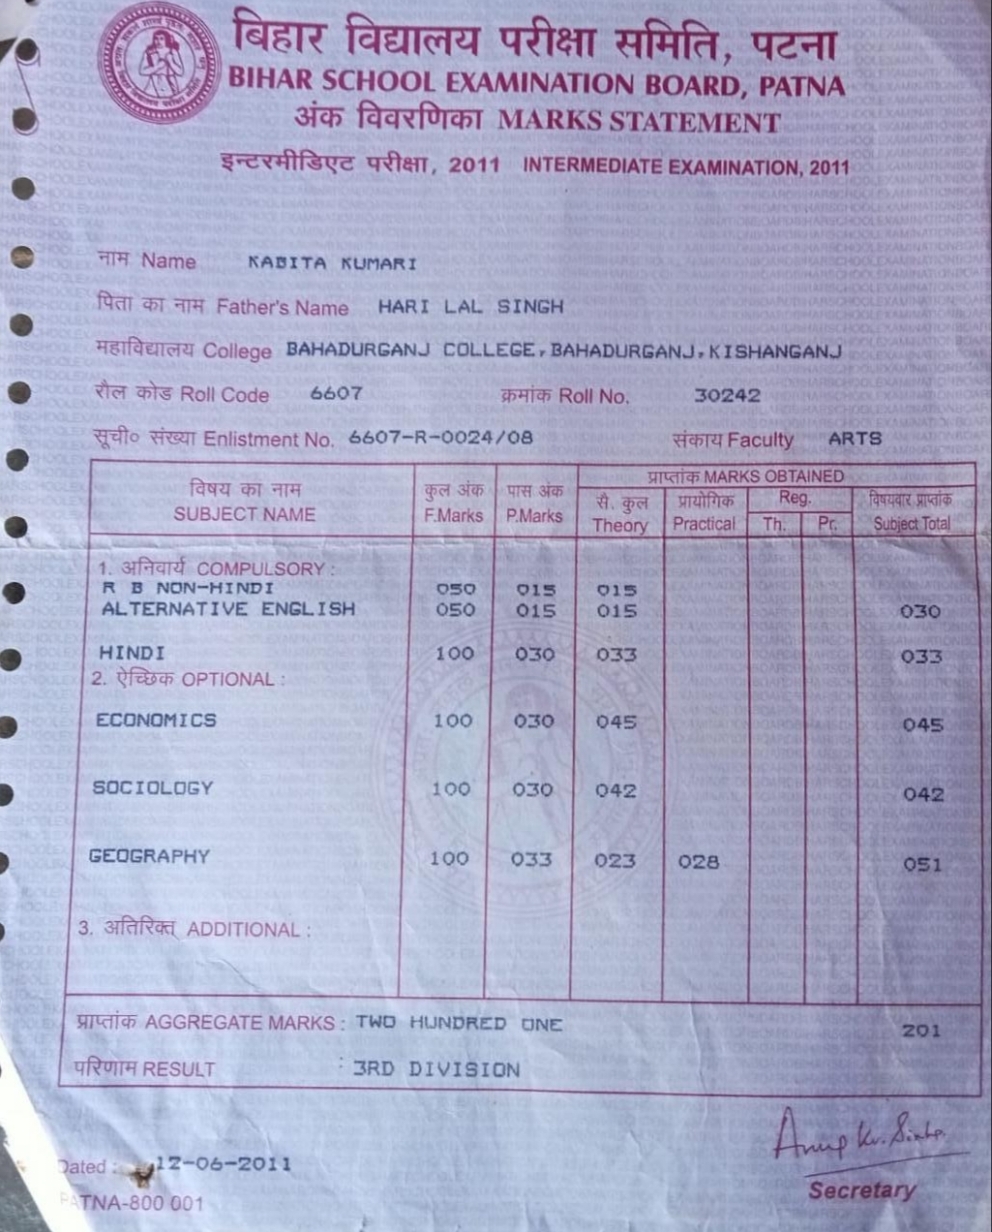 बिहार विद्यालय परीक्षा समिति, पटना
BIHAR SCHOOL EXAMINATION BOARD, PATNA
अंक विवरणिका MARKS STATEMENT
इन्टरमीडिएट परीक्षा, 2011 INTERMEDIATE EXAMINATION, 2011
नाम Name KABITA KUMARI
पिता का नाम Father's Name HARI LAL SINGH
महाविद्यालय College BAHADURGANJ COLLEGE,BAHADURGANJ,KISHANGANJ
रौल कोड Roll Code 6607 क्रमांक Roll No. 30242
सूची० संख्या Enlistment No. 6607-R-0024/08 संकाय Faculty ARTS
विषय का नाम कुल अंक पास अंक प्राप्तांक MARKS OBTAINED
SUBJECT NAME F.Marks P.Marks सै. कुल प्रायोगिक Reg. विषयवार प्राप्तांक
Theory Practical Th. Pr. Subject Total
1. अनिवार्य COMPULSORY :
R B NON-HINDI 050 015 015
ALTERNATIVE ENGLISH 050 015 015 030
HINDI 100 030 033 033
2. ऐच्छिक OPTIONAL :
ECONOMICS 100 030 045 045
SOCIOLOGY 100 030 042 042
GEOGRAPHY 100 033 023 028 051
3. अतिरिक्त ADDITIONAL :
प्राप्तांक AGGREGATE MARKS : TWO HUNDRED ONE 201
परिणाम RESULT : 3RD DIVISION
Dated : 12-06-2011
PATNA-800 001
Secretary